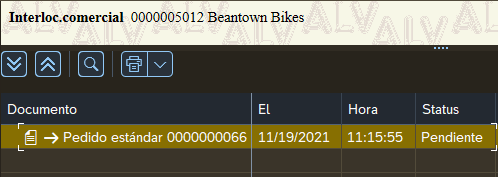 Interloc.comercial 0000005012 Beantown Bikes
Documento El Hora Status
Pedido estándar 0000000066 11/19/2021 11:15:55 Pendiente